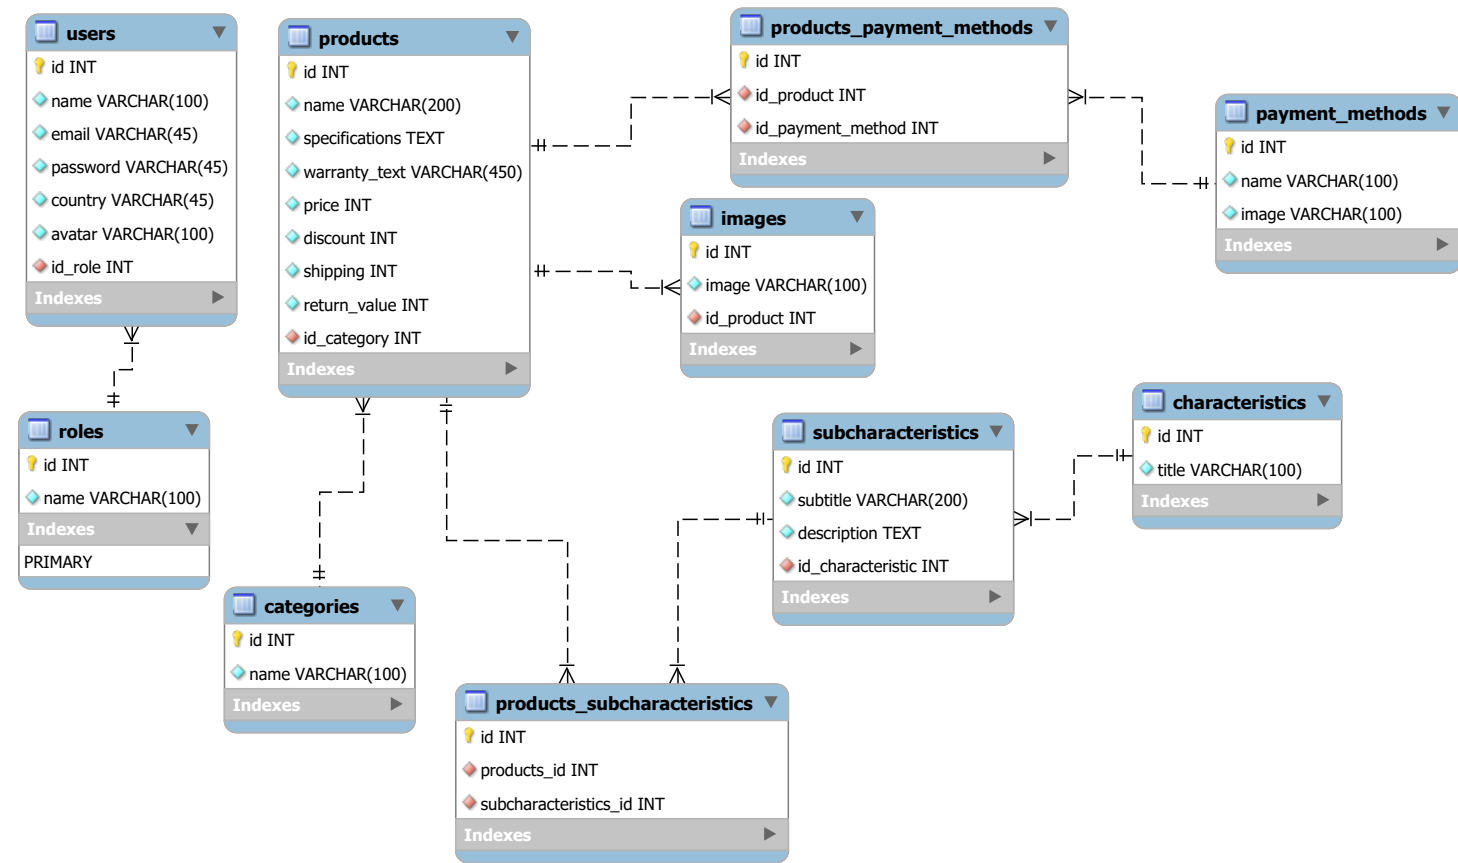 users
id INT
name VARCHAR(100)
email VARCHAR(45)
password VARCHAR(45)
country VARCHAR(45)
avatar VARCHAR(100)
id_role INT
Indexes
products
id INT
name VARCHAR(200)
specifications TEXT
warranty_text VARCHAR(450)
price INT
discount INT
shipping INT
return_value INT
id_category INT
Indexes
products_payment_methods
id INT
id_product INT
id_payment_method INT
Indexes
payment_methods
id INT
name VARCHAR(100)
image VARCHAR(100)
Indexes
images
id INT
image VARCHAR(100)
id_product INT
Indexes
roles
id INT
name VARCHAR(100)
Indexes
PRIMARY
categories
id INT
name VARCHAR(100)
Indexes
subcharacteristics
id INT
subtitle VARCHAR(200)
description TEXT
id_characteristic INT
Indexes
characteristics
id INT
title VARCHAR(100)
Indexes
products_subcharacteristics
id INT
products_id INT
subcharacteristics_id INT
Indexes